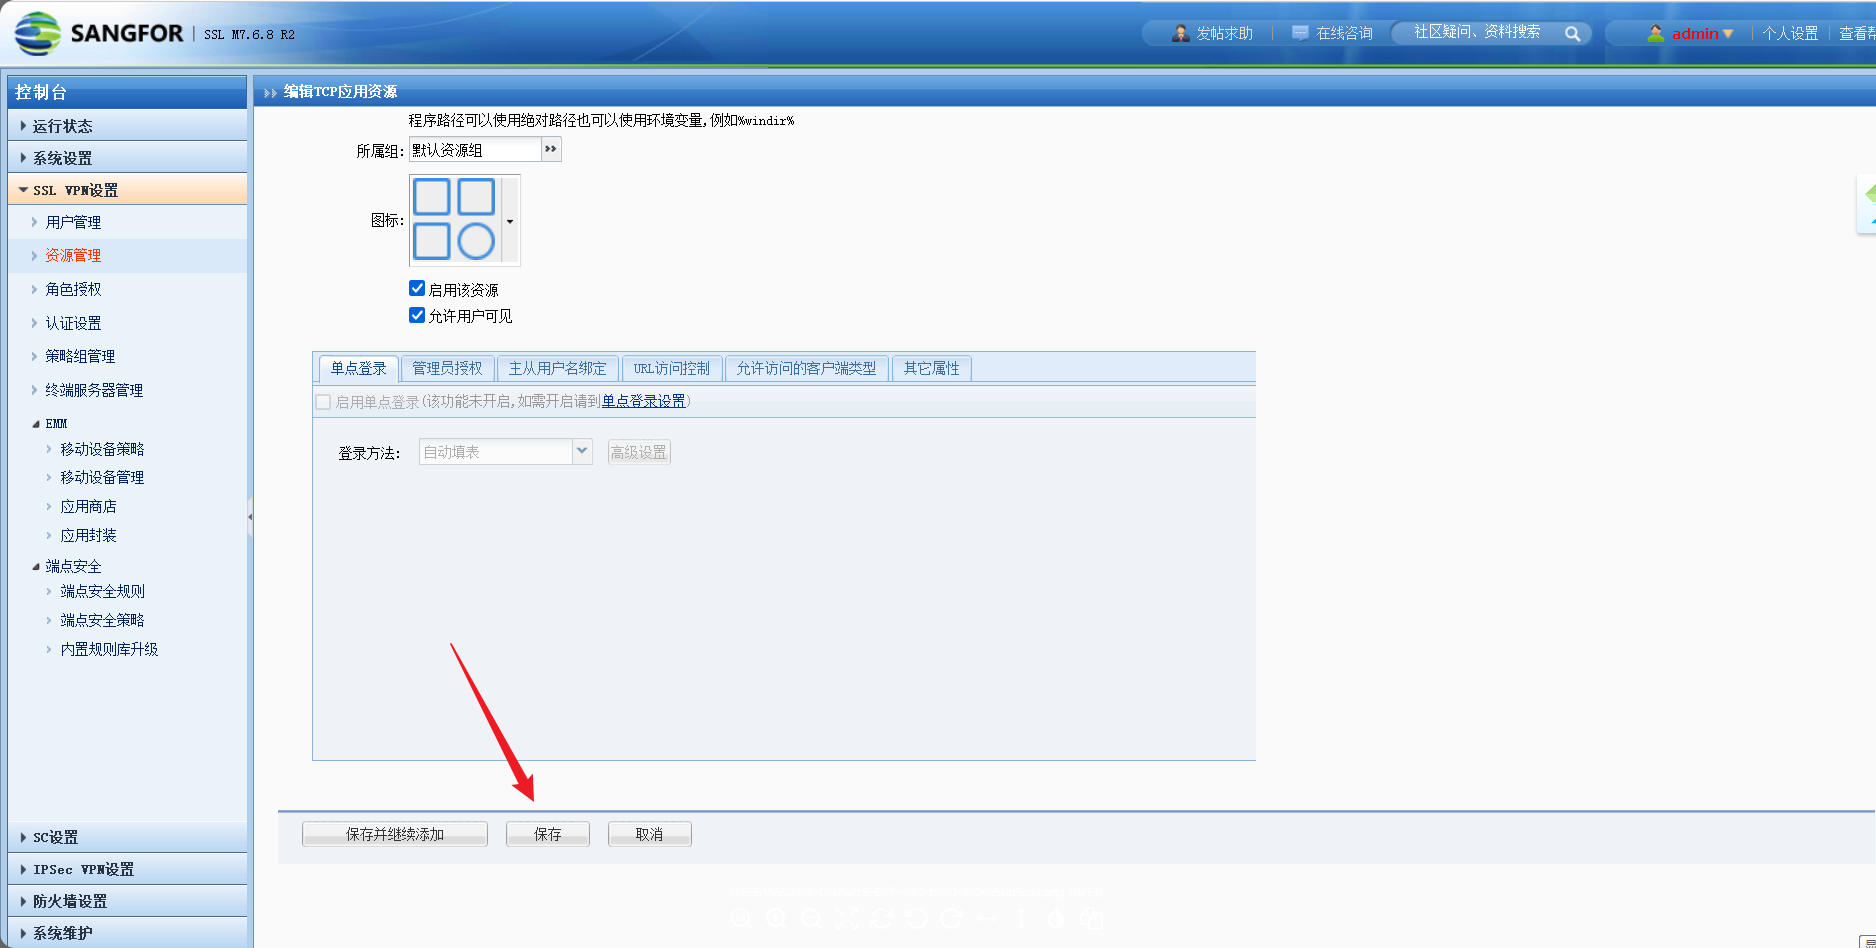 SANGFOR | SSL M7.6.8 R2
发帖求助
在线咨询
社区疑问、资料搜索
admin
个人设置
控制台
编辑TCP应用资源
运行状态
系统设置
SSL VPN设置
用户管理
资源管理
角色授权
认证设置
策略组管理
终端服务器管理
EMM
移动设备策略
移动设备管理
应用商店
应用封装
端点安全
端点安全规则
端点安全策略
内置规则库升级
SC设置
IPSec VPN设置
防火墙设置
系统维护
程序路径可以使用绝对路径也可以使用环境变量,例如%windir%
所属组: 默认资源组
图标:
启用该资源
允许用户可见
单点登录 管理员授权 主从用户名绑定 URL访问控制 允许访问的客户端类型 其它属性
启用单点登录(该功能未开启,如需开启请到单点登录设置)
登录方法: 自动填表 高级设置
保存并继续添加 保存 取消